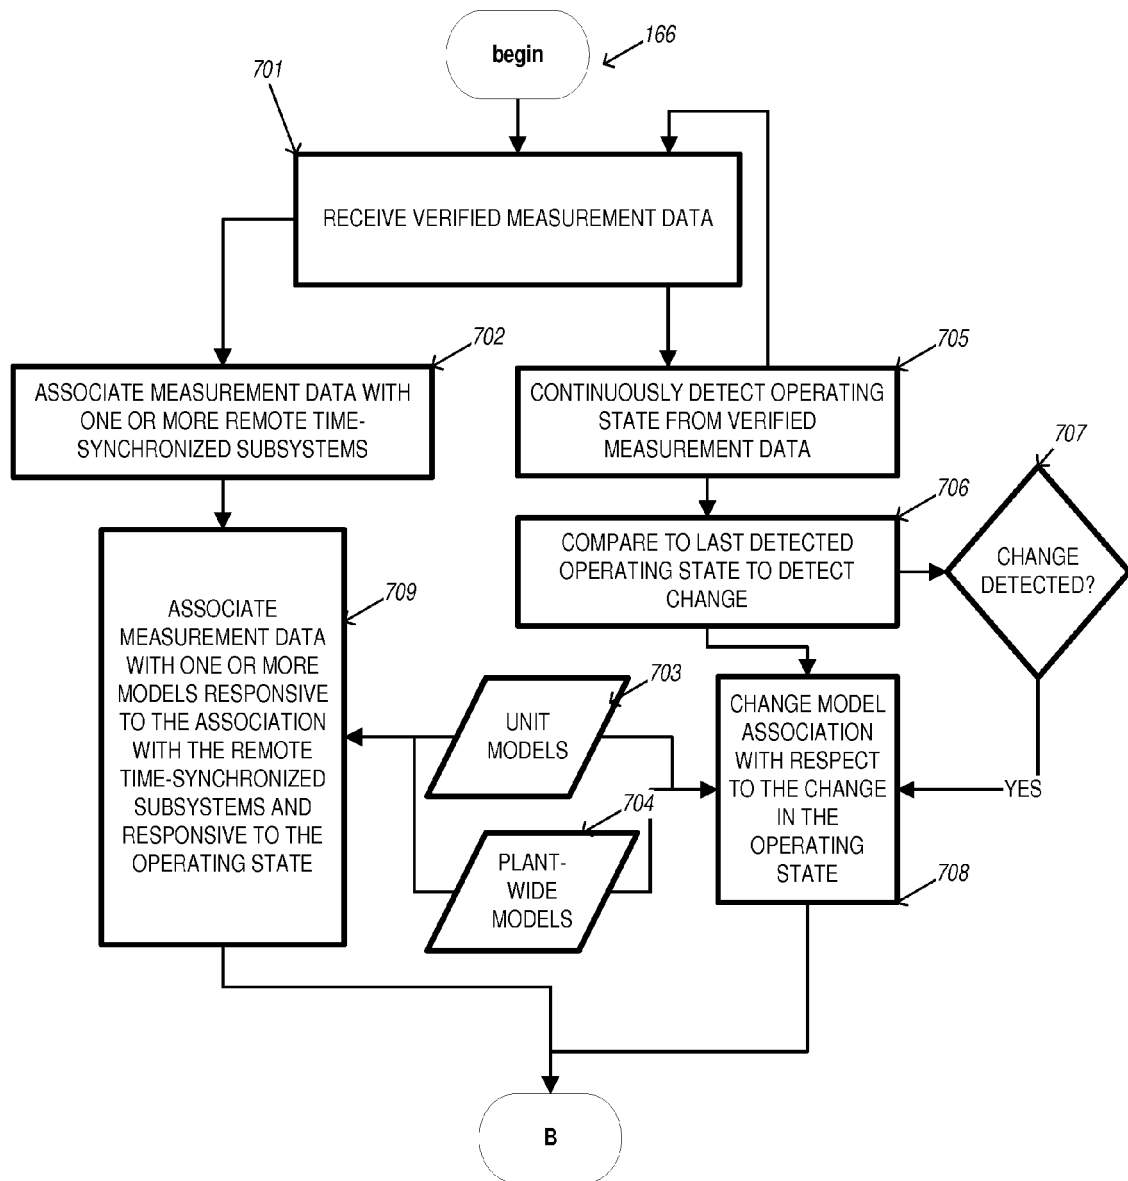 begin
166
701
RECEIVE VERIFIED MEASUREMENT DATA
702
ASSOCIATE MEASUREMENT DATA WITH
ONE OR MORE REMOTE TIME-
SYNCHRONIZED SUBSYSTEMS
705
CONTINUOUSLY DETECT OPERATING
STATE FROM VERIFIED
MEASUREMENT DATA
707
CHANGE
DETECTED?
706
COMPARE TO LAST DETECTED
OPERATING STATE TO DETECT
CHANGE
709
ASSOCIATE
MEASUREMENT DATA
WITH ONE OR MORE
MODELS RESPONSIVE
TO THE ASSOCIATION
WITH THE REMOTE
TIME-SYNCHRONIZED
SUBSYSTEMS AND
RESPONSIVE TO THE
OPERATING STATE
703
UNIT
MODELS
704
PLANT-
WIDE
MODELS
CHANGE MODEL
ASSOCIATION
WITH RESPECT
TO THE CHANGE
IN THE
OPERATING
STATE
YES
708
B